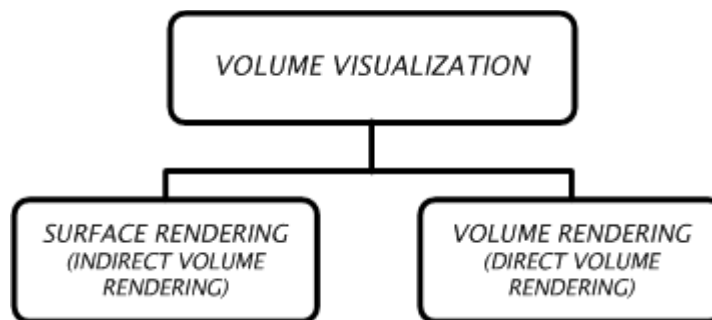 VOLUME VISUALIZATION
SURFACE RENDERING
(INDIRECT VOLUME
RENDERING)
VOLUME RENDERING
(DIRECT VOLUME
RENDERING)